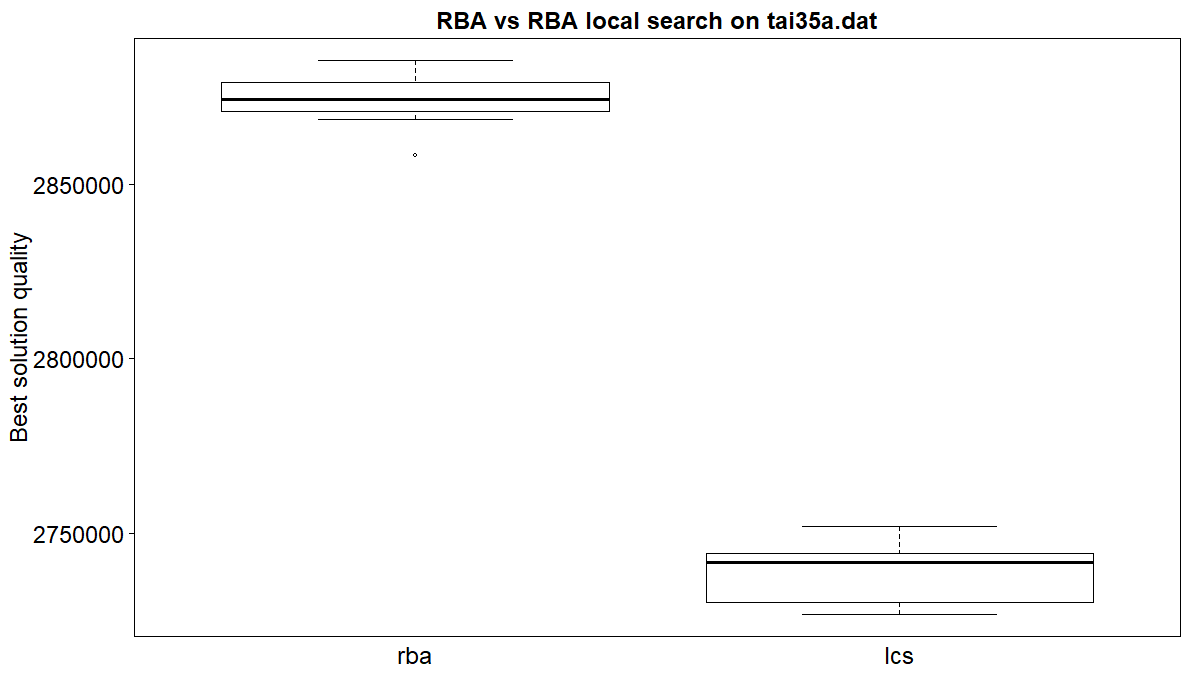 RBA vs RBA local search on tai35a.dat
Best solution quality
2850000
2800000
2750000
rba
lcs